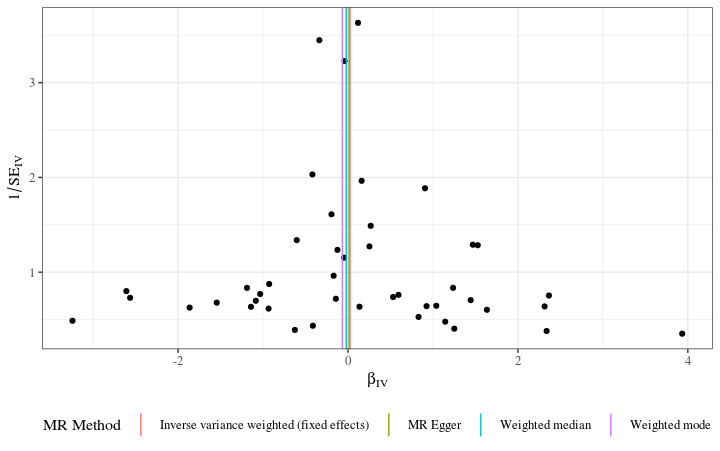 3
2
1
1/SE_IV
-2 0 2 4
β_IV
MR Method Inverse variance weighted (fixed effects) MR Egger Weighted median Weighted mode